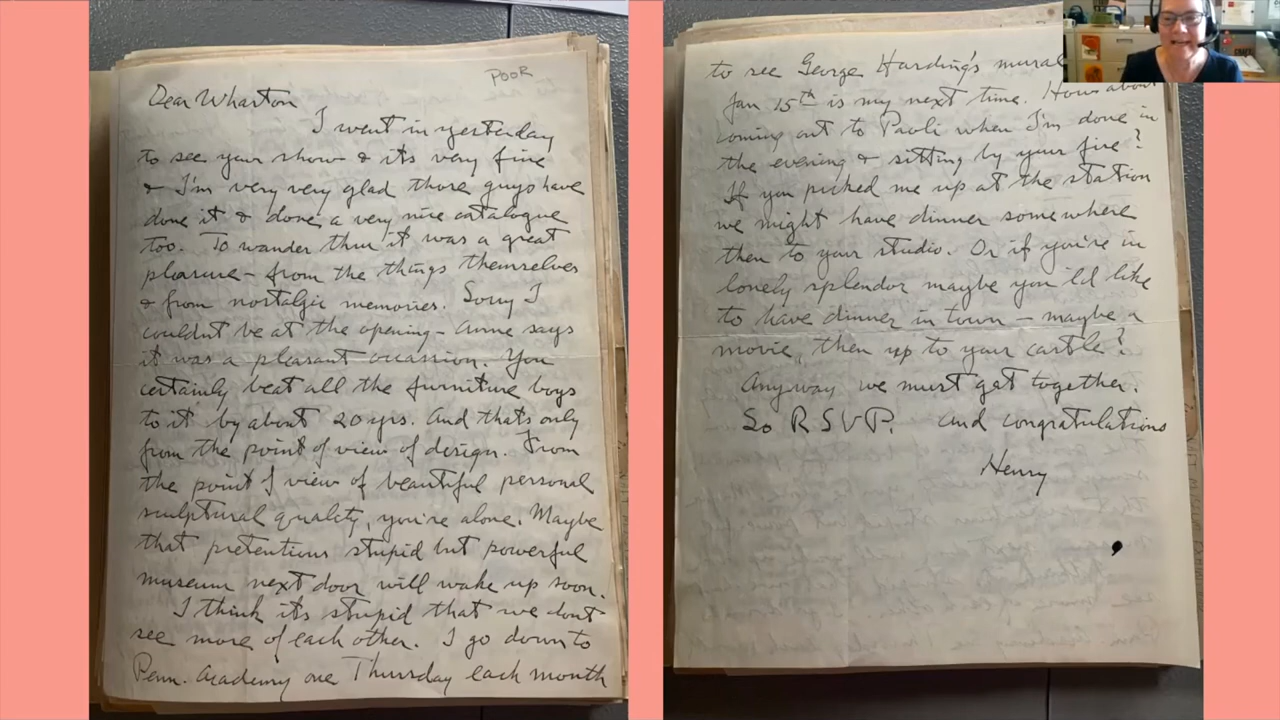 POOR
Dear Wharton
I went in yesterday
to see your show & its very fine
& I'm very very glad those guys have
done it & done a very nice catalogue
too. To wander thru it was a great
pleasure – from the things themselves
& from nostalgic memories. Sorry I
couldnt be at the opening – Anne says
it was a pleasant occassion. You
certainly beat all the furniture boys
to it by about 20 yrs. And thats only
from the point of view of design. From
the point of view of beautiful personal
sculptural quality, you're alone. Maybe
that pretentious stupid but powerful
museum next door will wake up soon.
I think its stupid that we dont
see more of each other. I go down to
Penn. Academy one Thursday each month
to see George Harding's mural
Jan 15th is my next time. How about
coming out to Paoli when I'm done in
the evening & sitting by your fire?
If you picked me up at the station
we might have dinner somewhere
then to your studio. Or if you're in
lonely splendor maybe you'ld like
to have dinner in town – maybe a
movie, then up to your castle?
Anyway we must get together.
So R.S.V.P. and congratulations
Henry